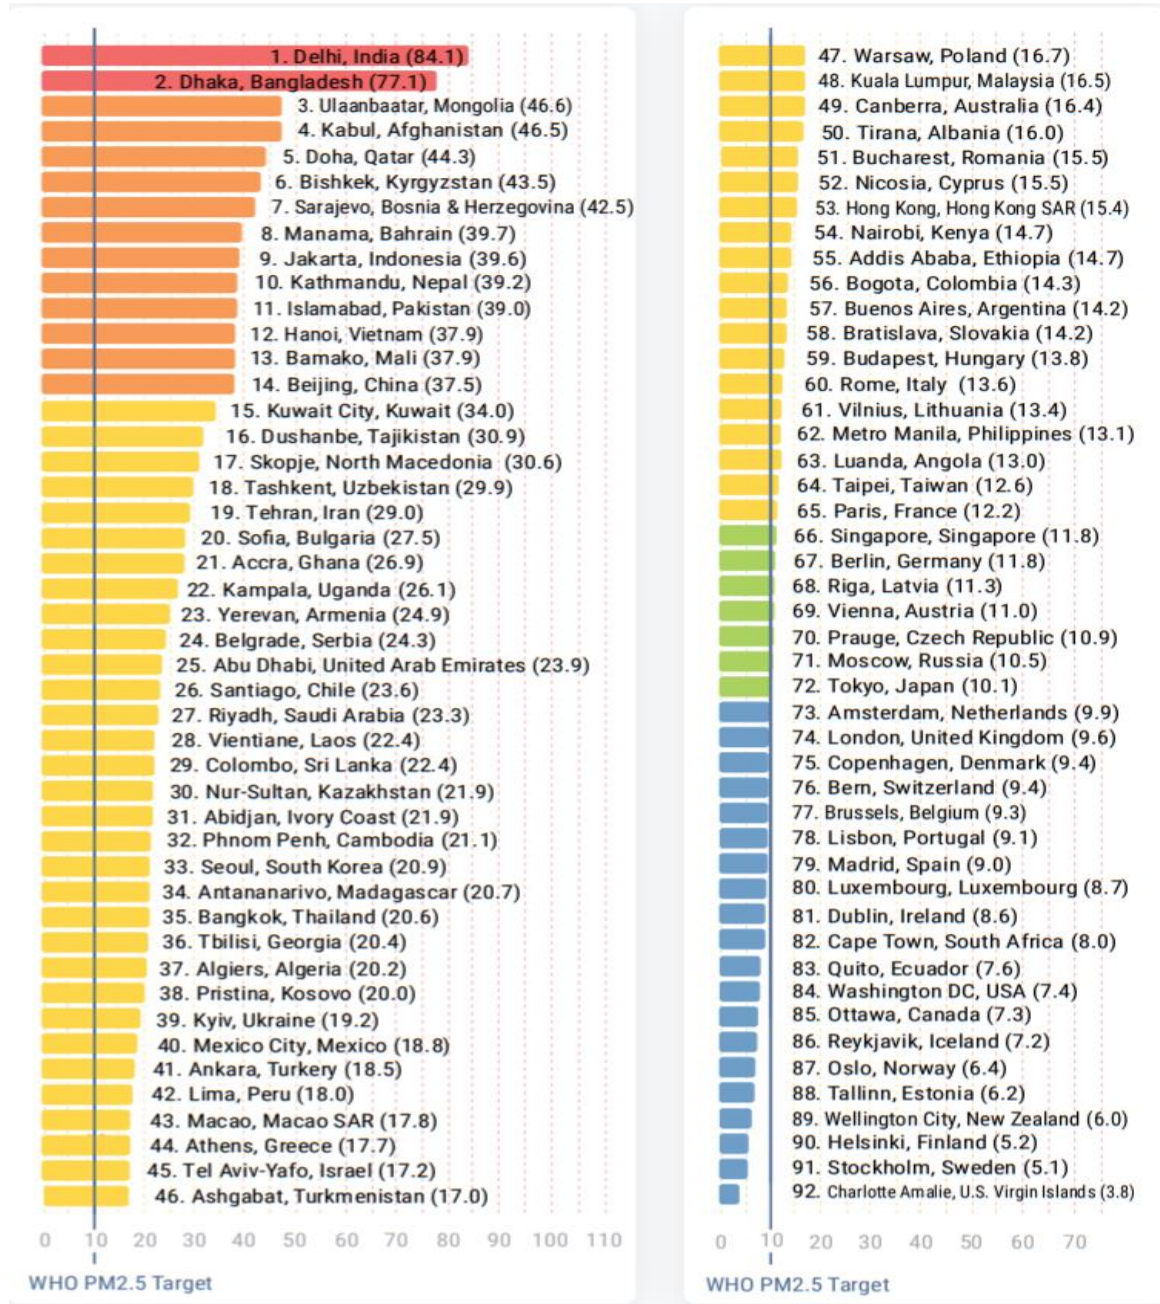 1. Delhi, India (84.1)
2. Dhaka, Bangladesh (77.1)
3. Ulaanbaatar, Mongolia (46.6)
4. Kabul, Afghanistan (46.5)
5. Doha, Qatar (44.3)
6. Bishkek, Kyrgyzstan (43.5)
7. Sarajevo, Bosnia & Herzegovina (42.5)
8. Manama, Bahrain (39.7)
9. Jakarta, Indonesia (39.6)
10. Kathmandu, Nepal (39.2)
11. Islamabad, Pakistan (39.0)
12. Hanoi, Vietnam (37.9)
13. Bamako, Mali (37.9)
14. Beijing, China (37.5)
15. Kuwait City, Kuwait (34.0)
16. Dushanbe, Tajikistan (30.9)
17. Skopje, North Macedonia (30.6)
18. Tashkent, Uzbekistan (29.9)
19. Tehran, Iran (29.0)
20. Sofia, Bulgaria (27.5)
21. Accra, Ghana (26.9)
22. Kampala, Uganda (26.1)
23. Yerevan, Armenia (24.9)
24. Belgrade, Serbia (24.3)
25. Abu Dhabi, United Arab Emirates (23.9)
26. Santiago, Chile (23.6)
27. Riyadh, Saudi Arabia (23.3)
28. Vientiane, Laos (22.4)
29. Colombo, Sri Lanka (22.4)
30. Nur-Sultan, Kazakhstan (21.9)
31. Abidjan, Ivory Coast (21.9)
32. Phnom Penh, Cambodia (21.1)
33. Seoul, South Korea (20.9)
34. Antananarivo, Madagascar (20.7)
35. Bangkok, Thailand (20.6)
36. Tbilisi, Georgia (20.4)
37. Algiers, Algeria (20.2)
38. Pristina, Kosovo (20.0)
39. Kyiv, Ukraine (19.2)
40. Mexico City, Mexico (18.8)
41. Ankara, Turkery (18.5)
42. Lima, Peru (18.0)
43. Macao, Macao SAR (17.8)
44. Athens, Greece (17.7)
45. Tel Aviv-Yafo, Israel (17.2)
46. Ashgabat, Turkmenistan (17.0)
0 10 20 30 40 50 60 70 80 90 100 110
WHO PM2.5 Target
47. Warsaw, Poland (16.7)
48. Kuala Lumpur, Malaysia (16.5)
49. Canberra, Australia (16.4)
50. Tirana, Albania (16.0)
51. Bucharest, Romania (15.5)
52. Nicosia, Cyprus (15.5)
53. Hong Kong, Hong Kong SAR (15.4)
54. Nairobi, Kenya (14.7)
55. Addis Ababa, Ethiopia (14.7)
56. Bogota, Colombia (14.3)
57. Buenos Aires, Argentina (14.2)
58. Bratislava, Slovakia (14.2)
59. Budapest, Hungary (13.8)
60. Rome, Italy (13.6)
61. Vilnius, Lithuania (13.4)
62. Metro Manila, Philippines (13.1)
63. Luanda, Angola (13.0)
64. Taipei, Taiwan (12.6)
65. Paris, France (12.2)
66. Singapore, Singapore (11.8)
67. Berlin, Germany (11.8)
68. Riga, Latvia (11.3)
69. Vienna, Austria (11.0)
70. Prauge, Czech Republic (10.9)
71. Moscow, Russia (10.5)
72. Tokyo, Japan (10.1)
73. Amsterdam, Netherlands (9.9)
74. London, United Kingdom (9.6)
75. Copenhagen, Denmark (9.4)
76. Bern, Switzerland (9.4)
77. Brussels, Belgium (9.3)
78. Lisbon, Portugal (9.1)
79. Madrid, Spain (9.0)
80. Luxembourg, Luxembourg (8.7)
81. Dublin, Ireland (8.6)
82. Cape Town, South Africa (8.0)
83. Quito, Ecuador (7.6)
84. Washington DC, USA (7.4)
85. Ottawa, Canada (7.3)
86. Reykjavik, Iceland (7.2)
87. Oslo, Norway (6.4)
88. Tallinn, Estonia (6.2)
89. Wellington City, New Zealand (6.0)
90. Helsinki, Finland (5.2)
91. Stockholm, Sweden (5.1)
92. Charlotte Amalie, U.S. Virgin Islands (3.8)
0 10 20 30 40 50 60 70
WHO PM2.5 Target